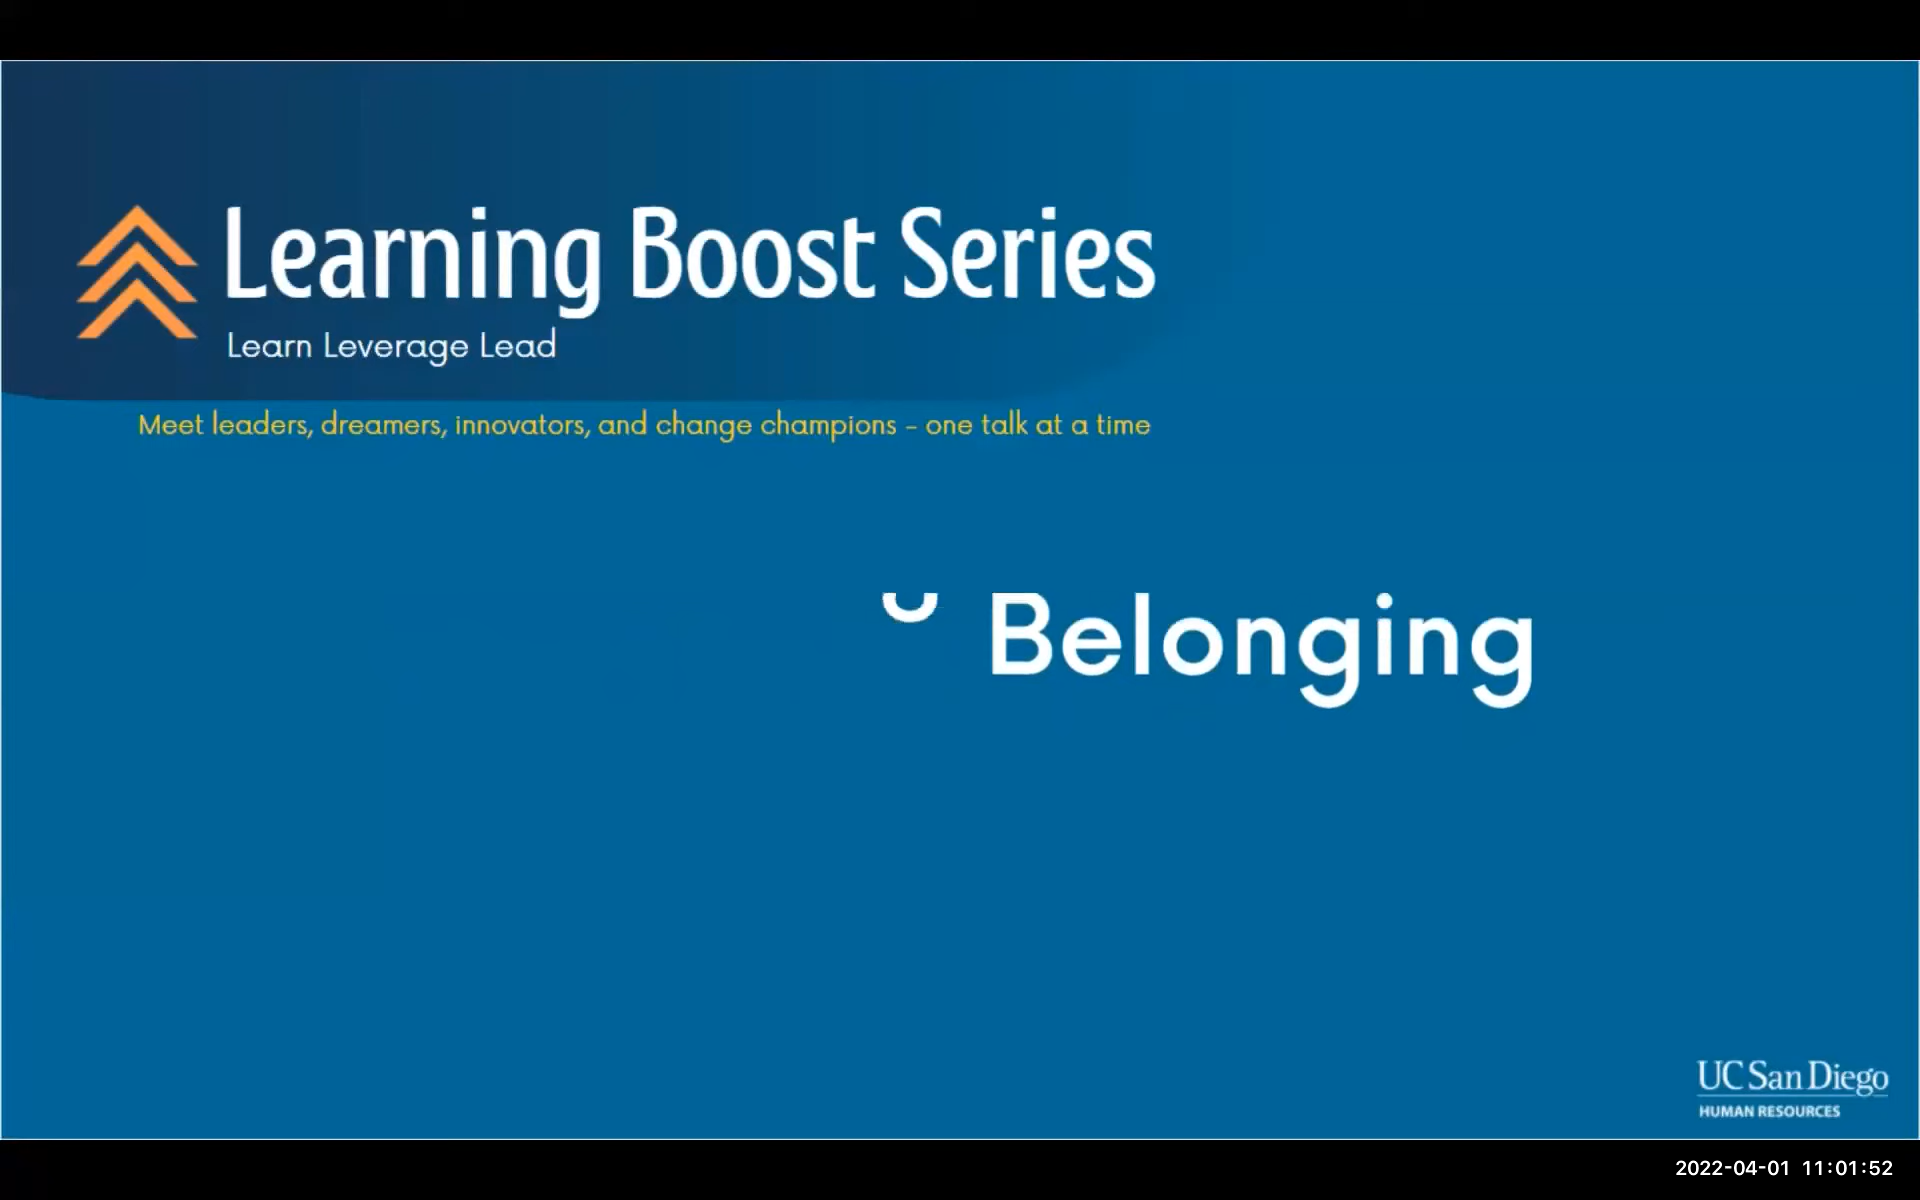 Learning Boost Series
Learn Leverage Lead
Meet leaders, dreamers, innovators, and change champions - one talk at a time
Belonging
UC San Diego
HUMAN RESOURCES
2022-04-01 11:01:52